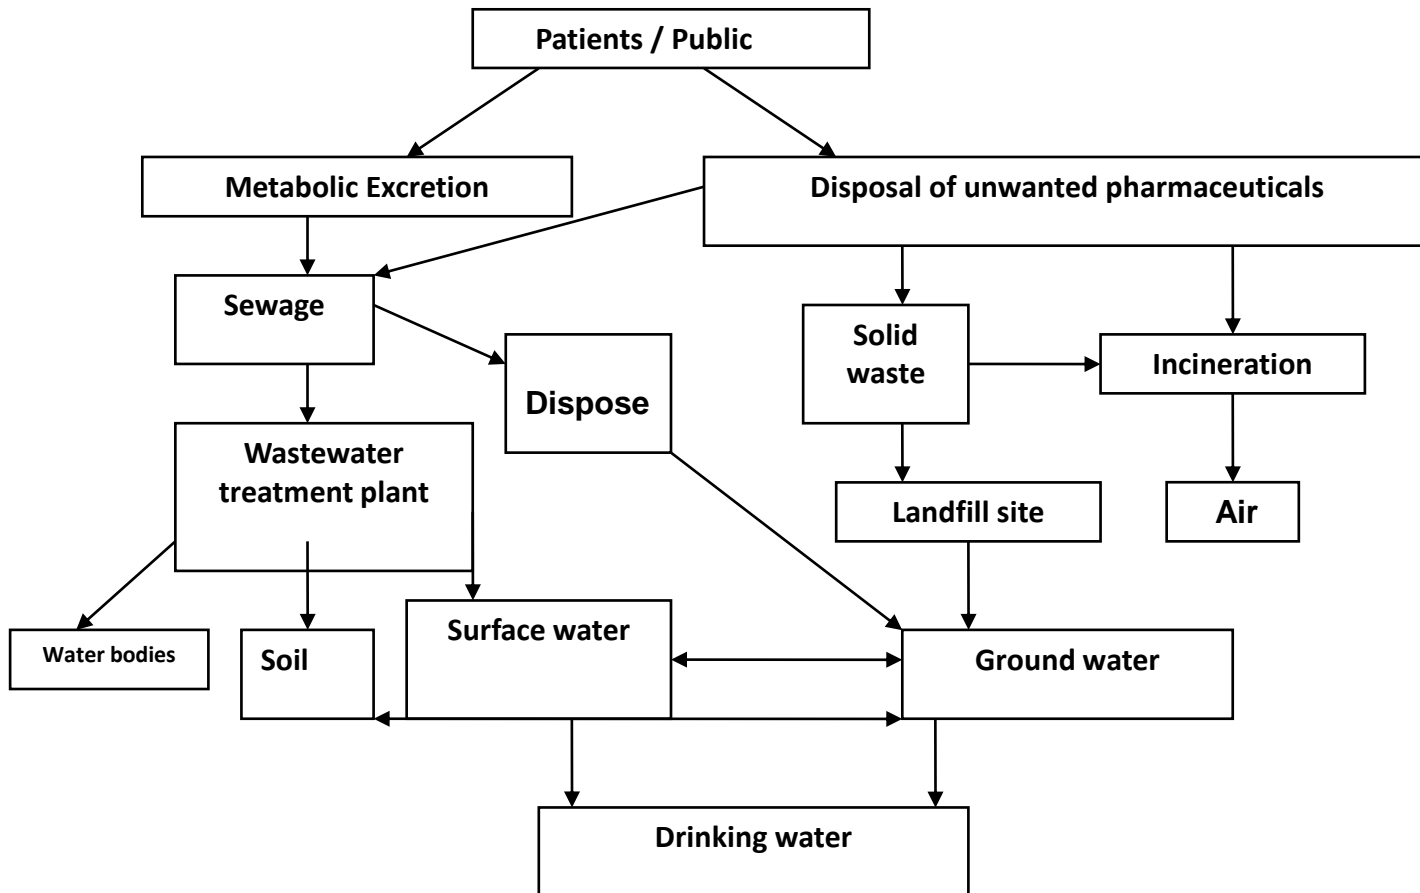 Patients / Public
Metabolic Excretion
Disposal of unwanted pharmaceuticals
Sewage
Solid
waste
Incineration
Dispose
Wastewater
treatment plant
Landfill site
Air
Surface water
Water bodies
Soil
Ground water
Drinking water